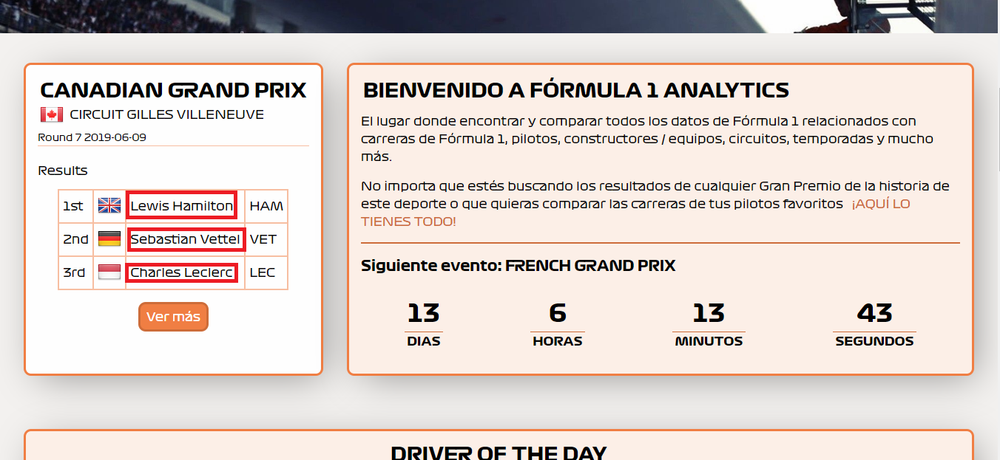 CANADIAN GRAND PRIX
CIRCUIT GILLES VILLENEUVE
Round 7 2019-06-09
Results
1st Lewis Hamilton HAM
2nd Sebastian Vettel VET
3rd Charles Leclerc LEC
Ver más
BIENVENIDO A FÓRMULA 1 ANALYTICS
El lugar donde encontrar y comparar todos los datos de Fórmula 1 relacionados con
carreras de Fórmula 1, pilotos, constructores / equipos, circuitos, temporadas y mucho
más.
No importa que estés buscando los resultados de cualquier Gran Premio de la historia de
este deporte o que quieras comparar las carreras de tus pilotos favoritos ¡AQUÍ LO
TIENES TODO!
Siguiente evento: FRENCH GRAND PRIX
13 6 13 43
DIAS HORAS MINUTOS SEGUNDOS
DRIVER OF THE DAY